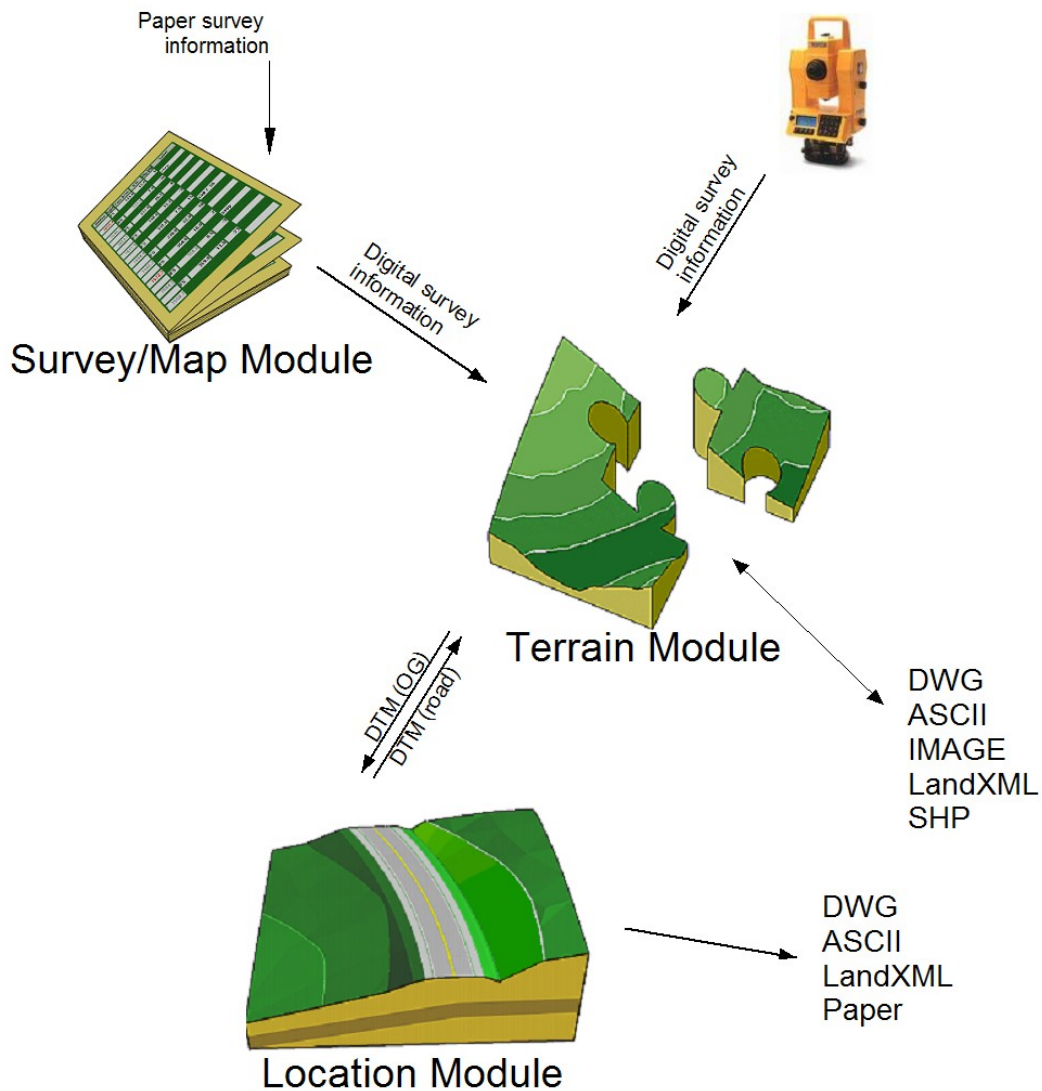 Paper survey
information
Digital survey
information
Digital survey
information
Survey/Map Module
Terrain Module
DTM (OG)
DTM (road)
DWG
ASCII
IMAGE
LandXML
SHP
DWG
ASCII
LandXML
Paper
Location Module